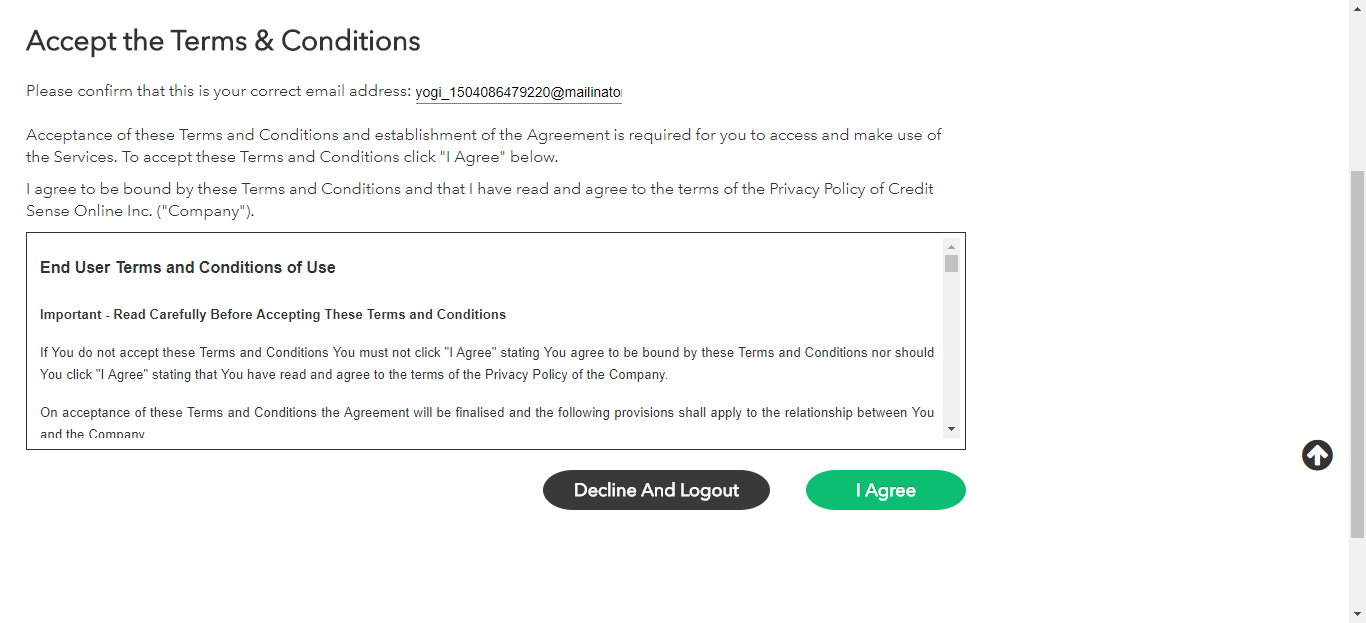 Accept the Terms & Conditions
Please confirm that this is your correct email address: yogi_1504086479220@mailinato
Acceptance of these Terms and Conditions and establishment of the Agreement is required for you to access and make use of
the Services. To accept these Terms and Conditions click "I Agree" below.
I agree to be bound by these Terms and Conditions and that I have read and agree to the terms of the Privacy Policy of Credit
Sense Online Inc. ("Company").
End User Terms and Conditions of Use
Important - Read Carefully Before Accepting These Terms and Conditions
If You do not accept these Terms and Conditions You must not click "I Agree" stating You agree to be bound by these Terms and Conditions nor should
You click "I Agree" stating that You have read and agree to the terms of the Privacy Policy of the Company.
On acceptance of these Terms and Conditions the Agreement will be finalised and the following provisions shall apply to the relationship between You
and the Company
Decline And Logout
I Agree